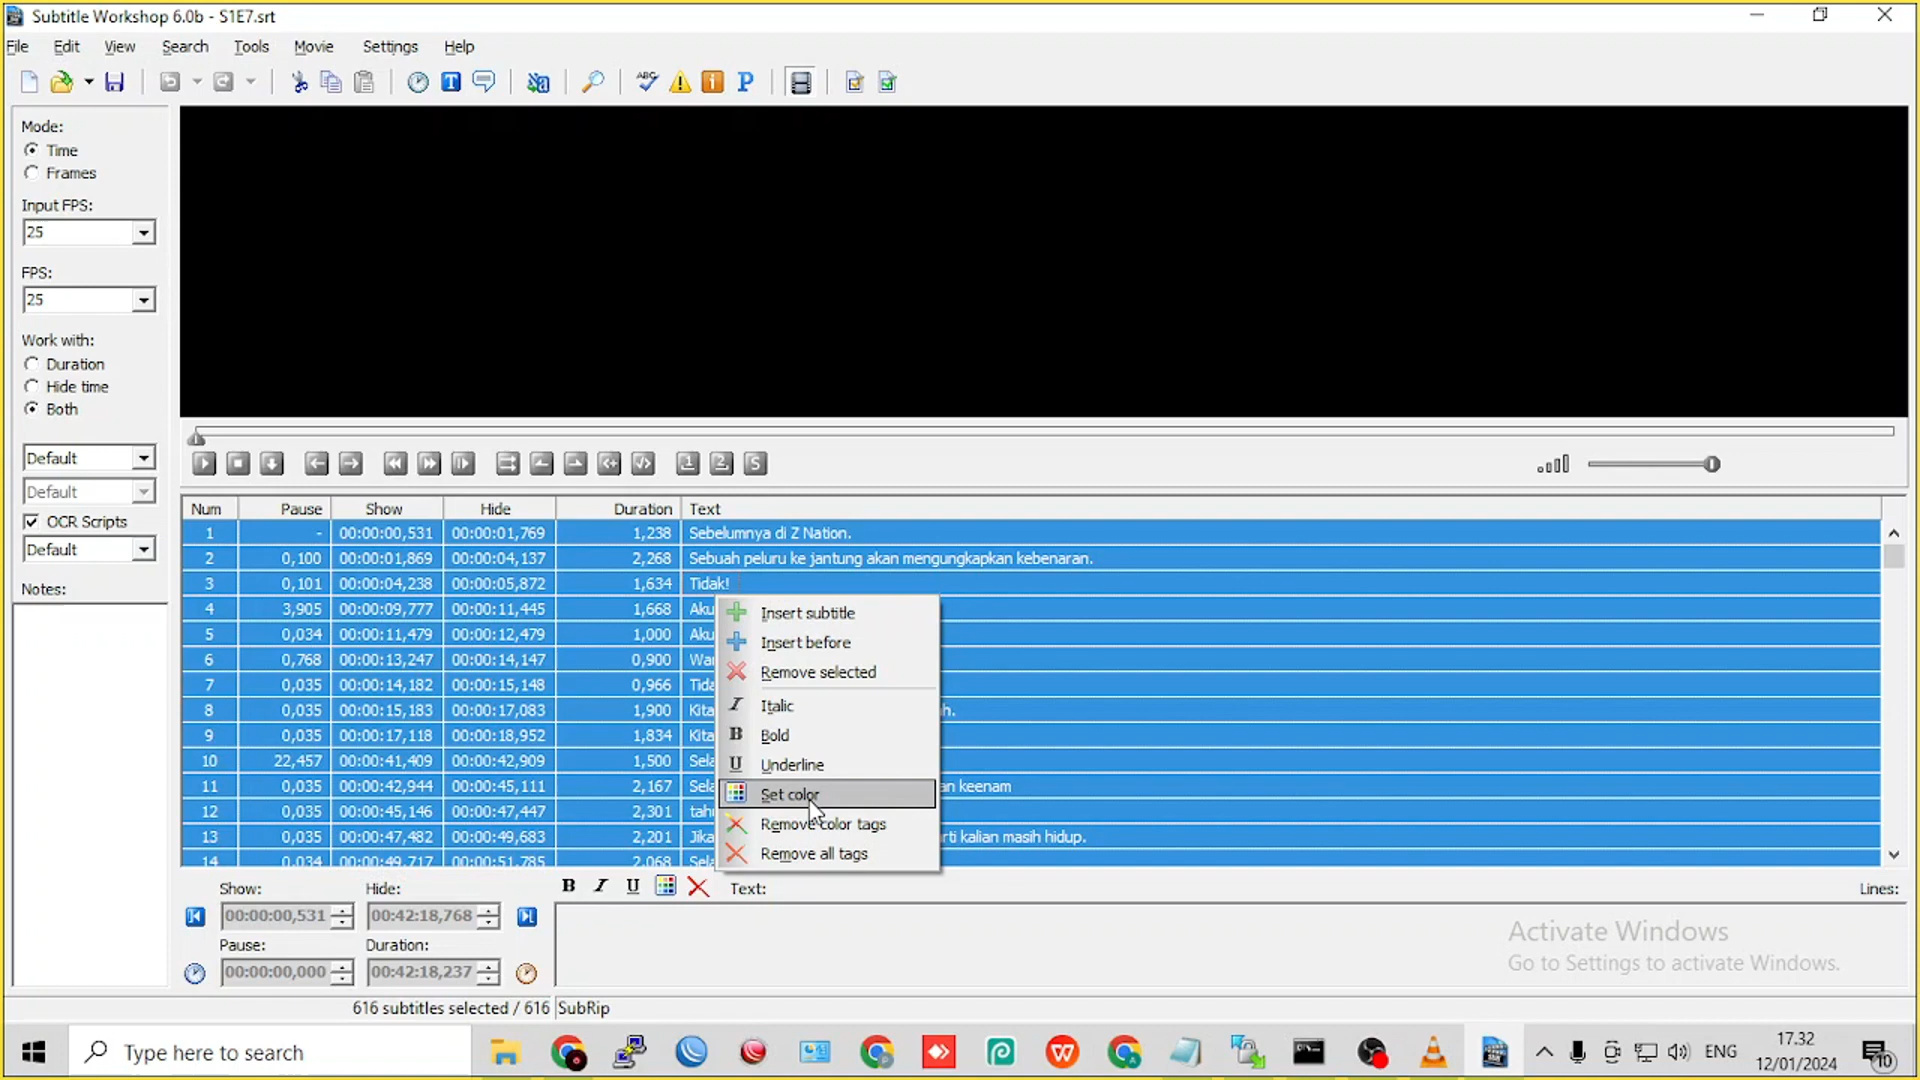 Subtitle Workshop 6.0b - S1E7.srt
File Edit View Search Tools Movie Settings Help
Mode:
Time
Frames
Input FPS:
25
FPS:
25
Work with:
Duration
Hide time
Both
Default
Default
OCR Scripts
Default
Notes:
Num Pause Show Hide Duration Text
1 - 00:00:00,531 00:00:01,769 1,238 Sebelumnya di Z Nation.
2 0,100 00:00:01,869 00:00:04,137 2,268 Sebuah peluru ke jantung akan mengungkapkan kebenaran.
3 0,101 00:00:04,238 00:00:05,872 1,634 Tidak!
4 3,905 00:00:09,777 00:00:11,445 1,668 Aku
5 0,034 00:00:11,479 00:00:12,479 1,000 Aku
6 0,768 00:00:13,247 00:00:14,147 0,900
7 0,035 00:00:14,182 00:00:15,148 0,966 Tida
8 0,035 00:00:15,183 00:00:17,083 1,900 Kita h.
9 0,035 00:00:17,118 00:00:18,952 1,834 Kita
10 22,457 00:00:41,409 00:00:42,909 1,500 Sela
11 0,035 00:00:42,944 00:00:45,111 2,167 Sela an keenam
12 0,035 00:00:45,146 00:00:47,447 2,301 tahu
13 0,035 00:00:47,482 00:00:49,683 2,201 Jika rti kalian masih hidup.
14 0,034 00:00:49,717 00:00:51,785 2,068 Sela
Insert subtitle
Insert before
Remove selected
I Italic
B Bold
U Underline
Set color
Remove color tags
Remove all tags
Show: Hide: B I U Text: Lines:
00:00:00,531 00:42:18,768
Pause: Duration:
00:00:00,000 00:42:18,237
Activate Windows
Go to Settings to activate Windows.
616 subtitles selected / 616 SubRip
Type here to search
ENG
17.32
12/01/2024
10